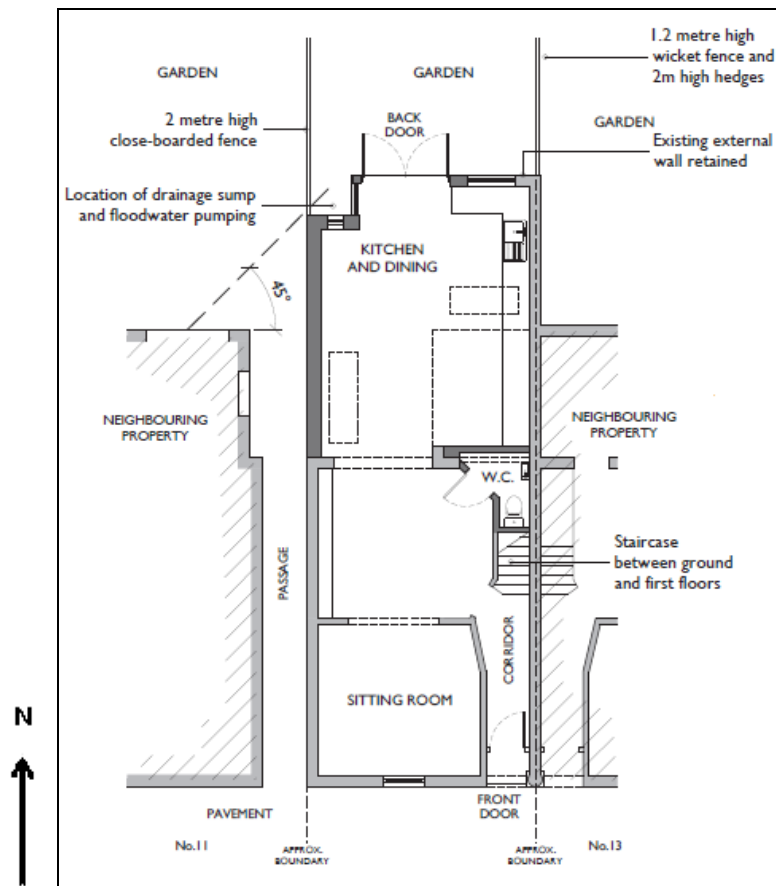 1.2 metre high
wicket fence and
2m high hedges
GARDEN
GARDEN
2 metre high
close-boarded fence
BACK
DOOR
GARDEN
Existing external
wall retained
Location of drainage sump
and floodwater pumping
KITCHEN
AND DINING
45°
NEIGHBOURING
PROPERTY
NEIGHBOURING
PROPERTY
W.C.
Staircase
between ground
and first floors
PASSAGE
CORRIDOR
SITTING ROOM
N
PAVEMENT
FRONT
DOOR
No.11
APPROX.
BOUNDARY
APPROX.
BOUNDARY
No.13